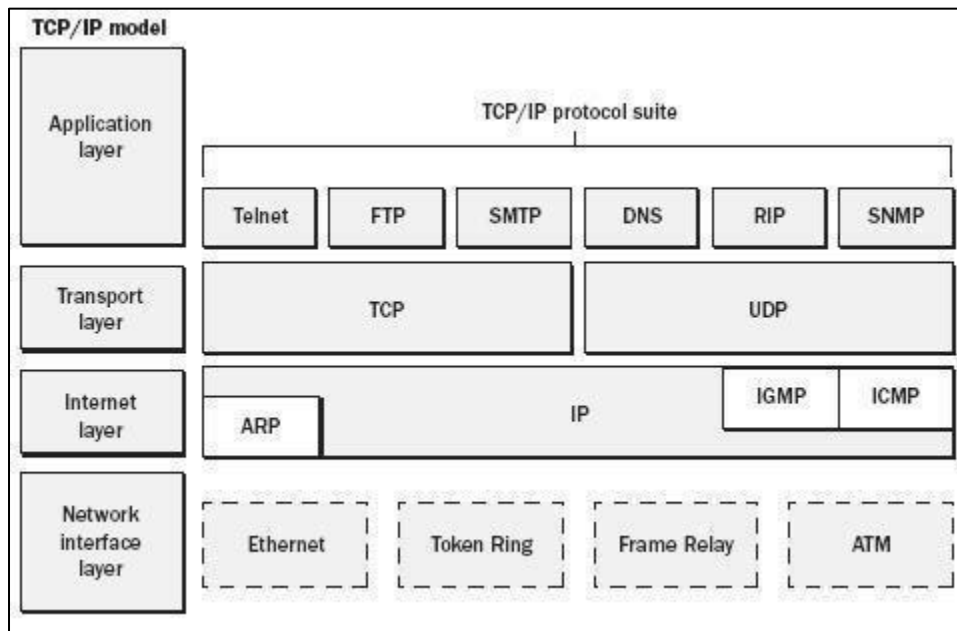 TCP/IP model
Application
layer
TCP/IP protocol suite
Telnet FTP SMTP DNS RIP SNMP
Transport
layer
TCP UDP
Internet
layer
ARP IP IGMP ICMP
Network
interface
layer
Ethernet Token Ring Frame Relay ATM